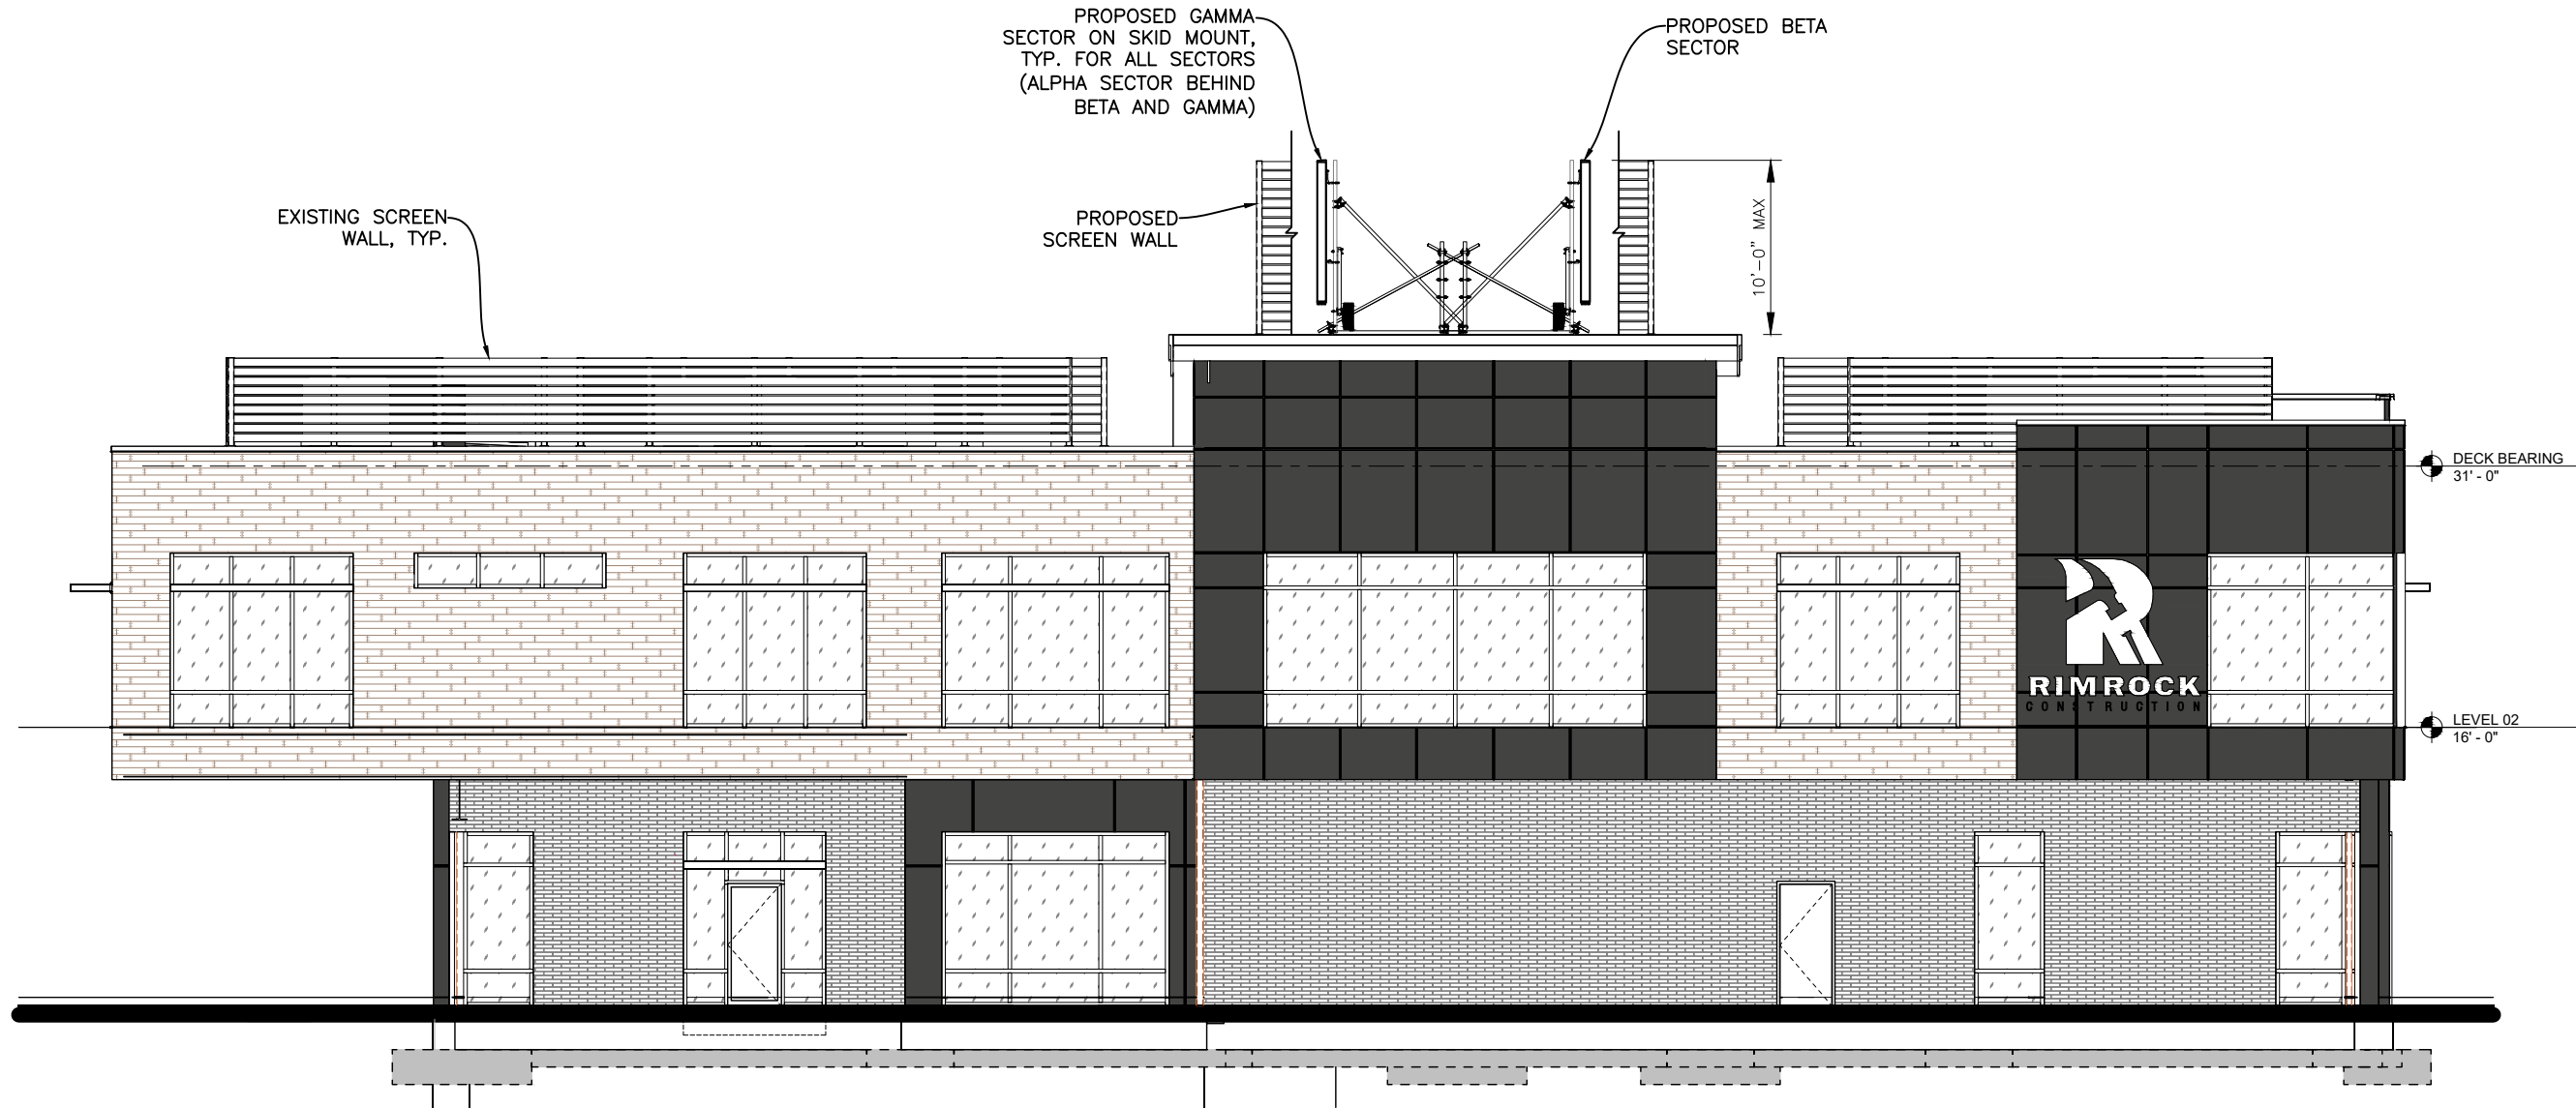 PROPOSED GAMMA
SECTOR ON SKID MOUNT,
TYP. FOR ALL SECTORS
(ALPHA SECTOR BEHIND
BETA AND GAMMA)
PROPOSED BETA
SECTOR
EXISTING SCREEN
WALL, TYP.
PROPOSED
SCREEN WALL
10'-0" MAX
DECK BEARING
31' - 0"
RIMROCK
CONSTRUCTION
LEVEL 02
16' - 0"